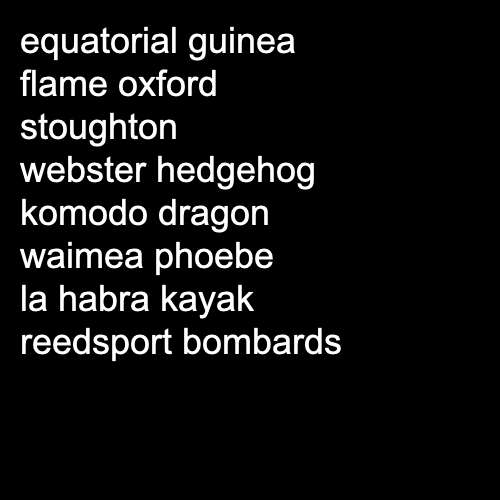 equatorial guinea
flame oxford
stoughton
webster hedgehog
komodo dragon
waimea phoebe
la habra kayak
reedsport bombards